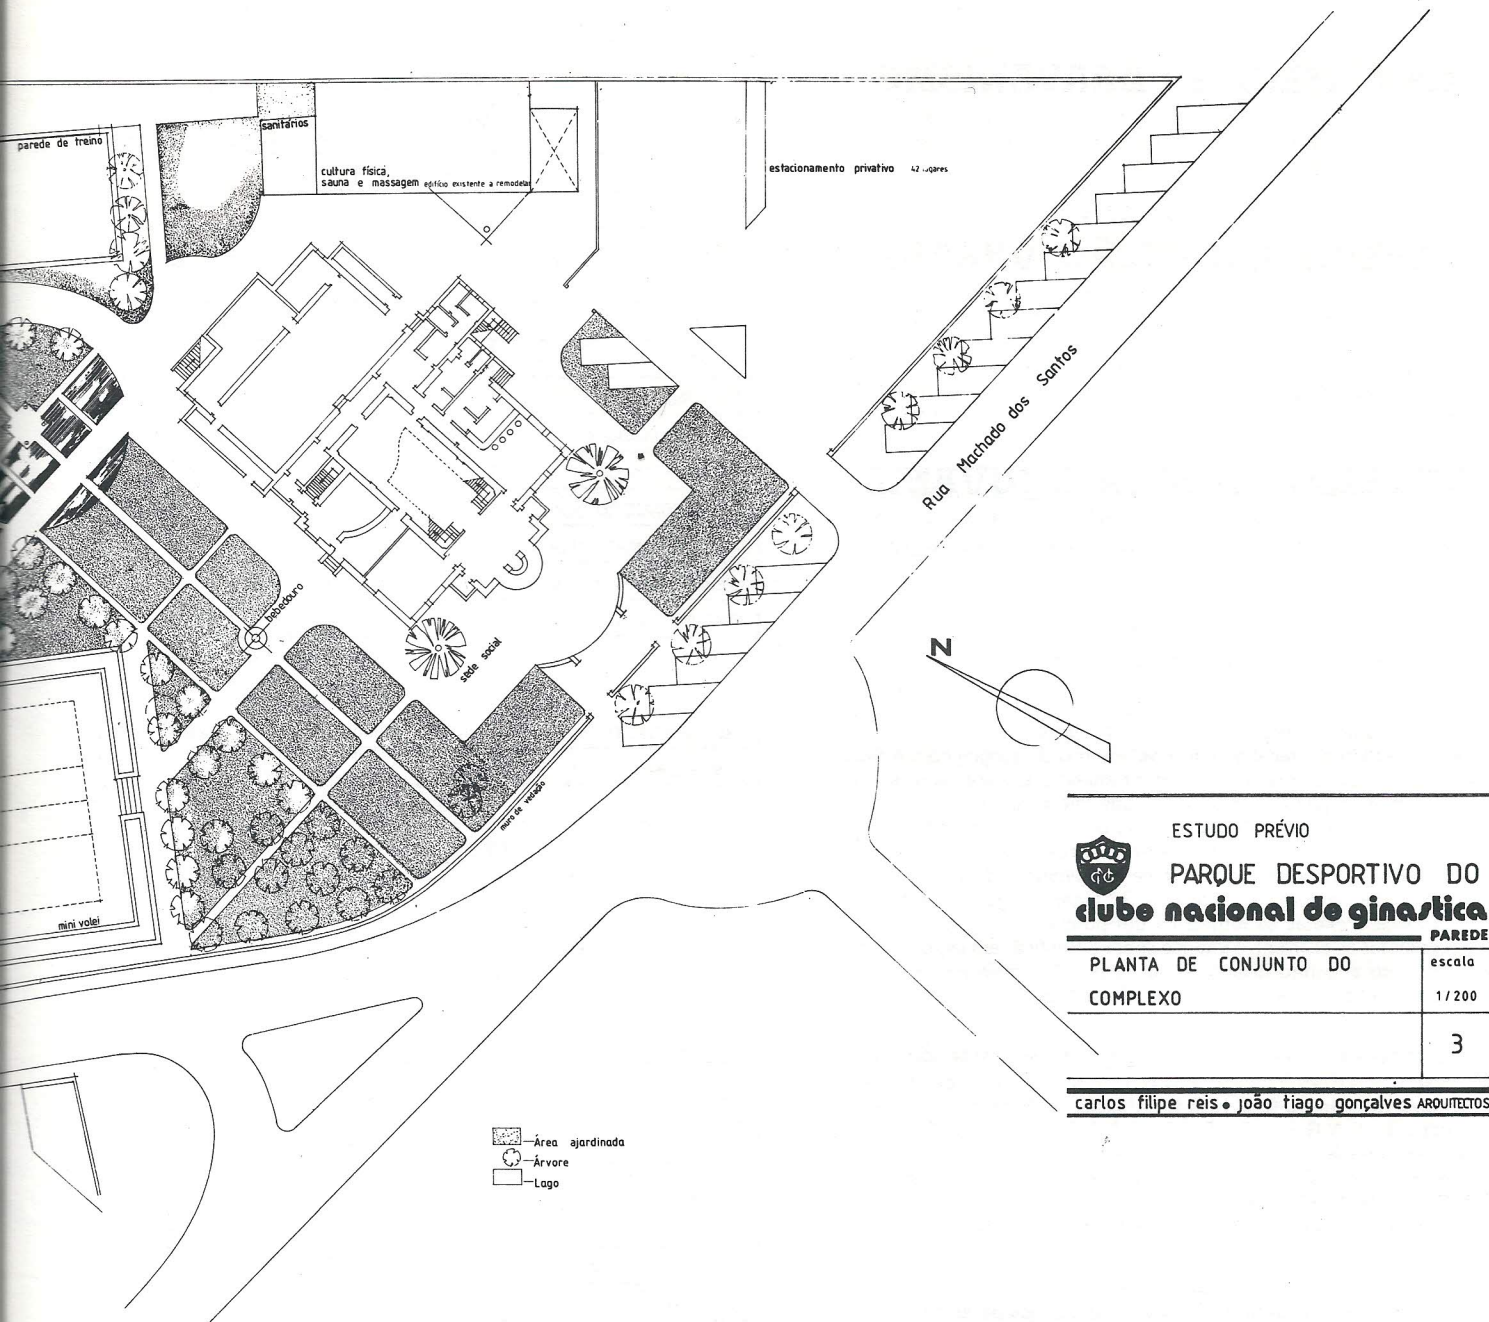 parede de treino
sanitários
cultura física,
sauna e massagem edifício existente a remodelar
estacionamento privativo 42 lugares
Rua Machado dos Santos
bebedouro
sede social
muro de vedação
mini volei
N
ESTUDO PRÉVIO
PARQUE DESPORTIVO DO
clube nacional de ginastica
PAREDE
PLANTA DE CONJUNTO DO
COMPLEXO
escala
1/200
3
carlos filipe reis • joão tiago gonçalves ARQUITECTOS
Área ajardinada
Árvore
Lago